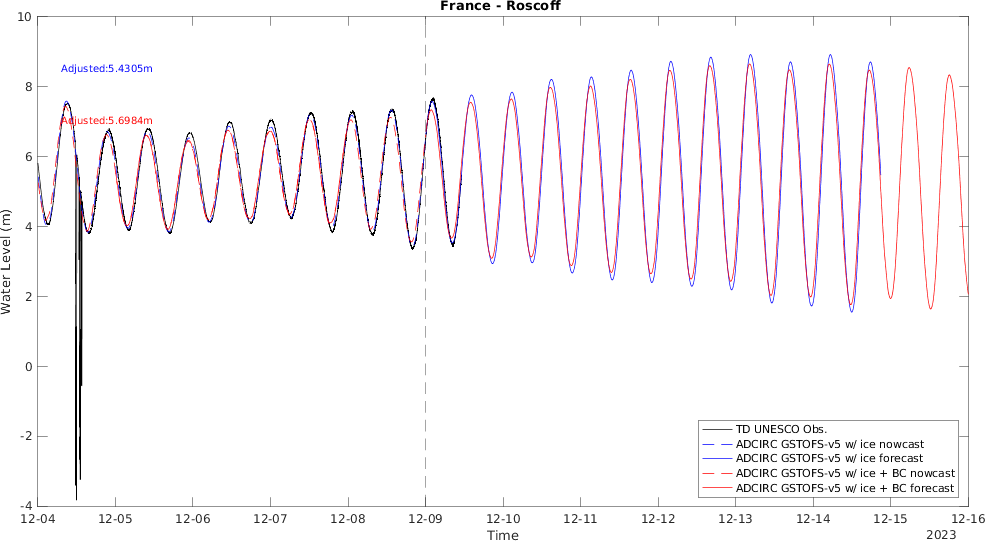 France - Roscoff
10
8
6
4
2
0
-2
-4
Water Level (m)
Adjusted:5.4305m
Adjusted:5.6984m
TD UNESCO Obs.
ADCIRC GSTOFS-v5 w/ ice nowcast
ADCIRC GSTOFS-v5 w/ ice forecast
ADCIRC GSTOFS-v5 w/ ice + BC nowcast
ADCIRC GSTOFS-v5 w/ ice + BC forecast
12-04 12-05 12-06 12-07 12-08 12-09 12-10 12-11 12-12 12-13 12-14 12-15 12-16
Time
2023